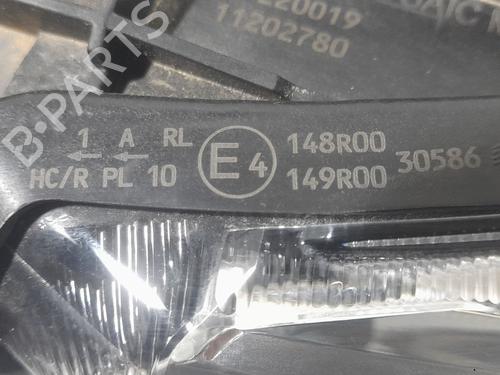 220019
11202780
B-PARTS
1 A RL
HC/R PL 10
E4
148R00
149R00
30586